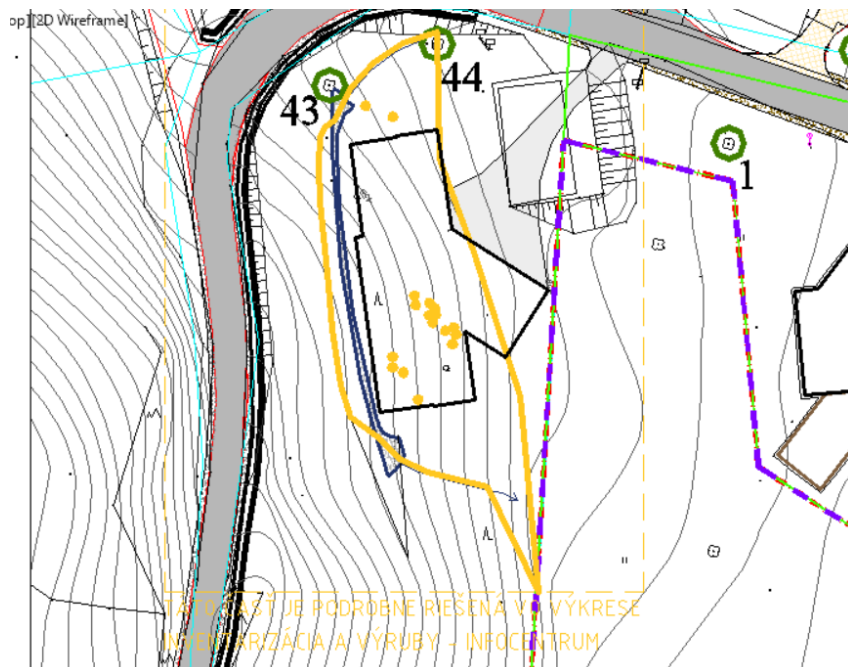 op][2D Wireframe]
44
43
1
TÁTO ČASŤ JE PODROBNE RIEŠENÁ VO VÝKRESE
INVENTARIZÁCIA A VÝRUBY - INFOCENTRUM